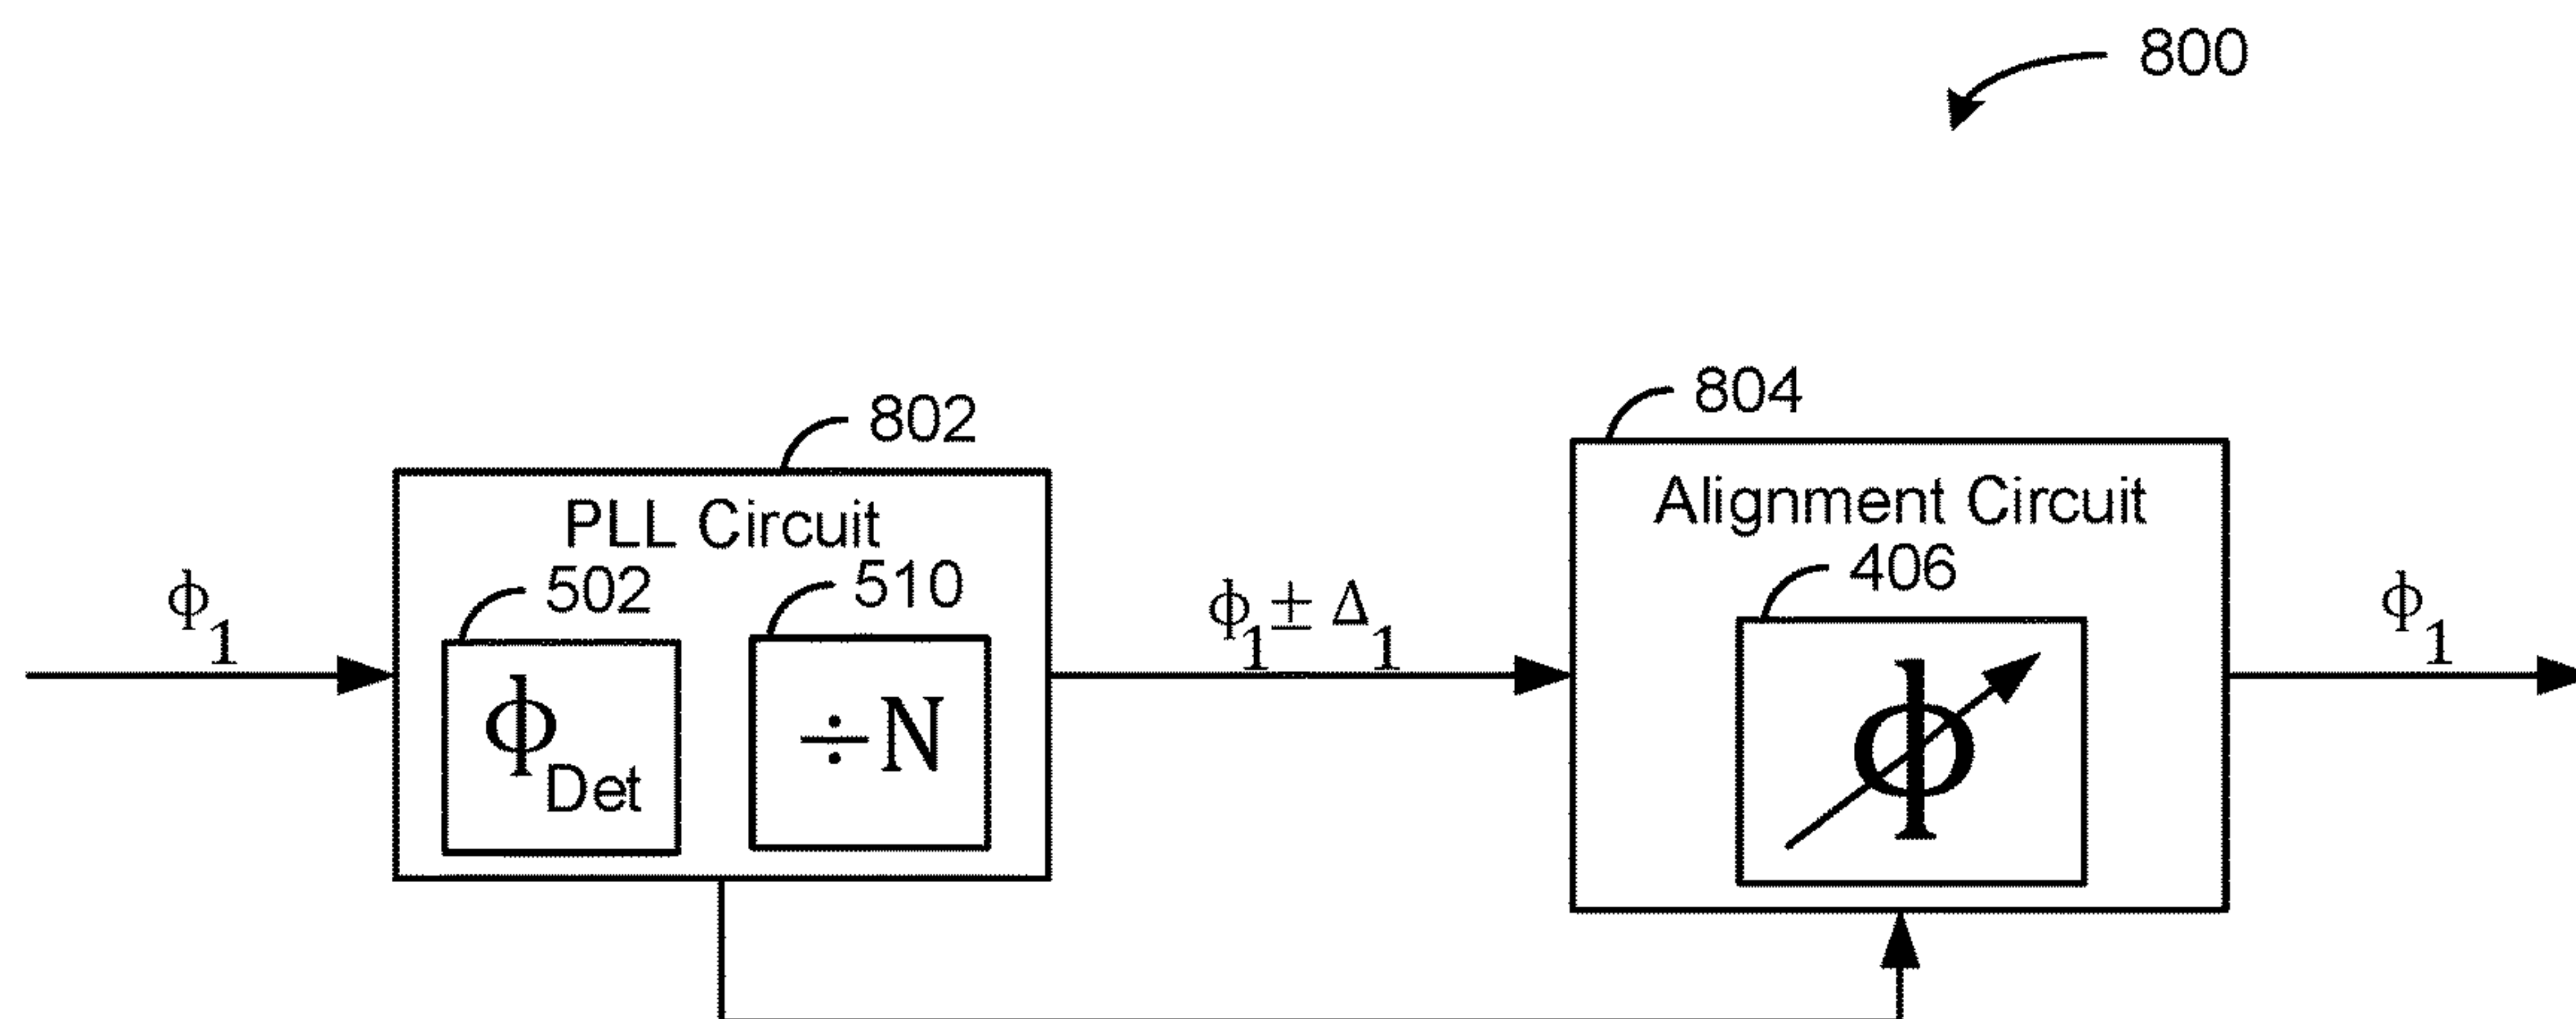 800
802
804
PLL Circuit
Alignment Circuit
502
510
406
ϕ1
ϕ1 ± Δ1
ϕ1
ϕDet
÷N
ϕ